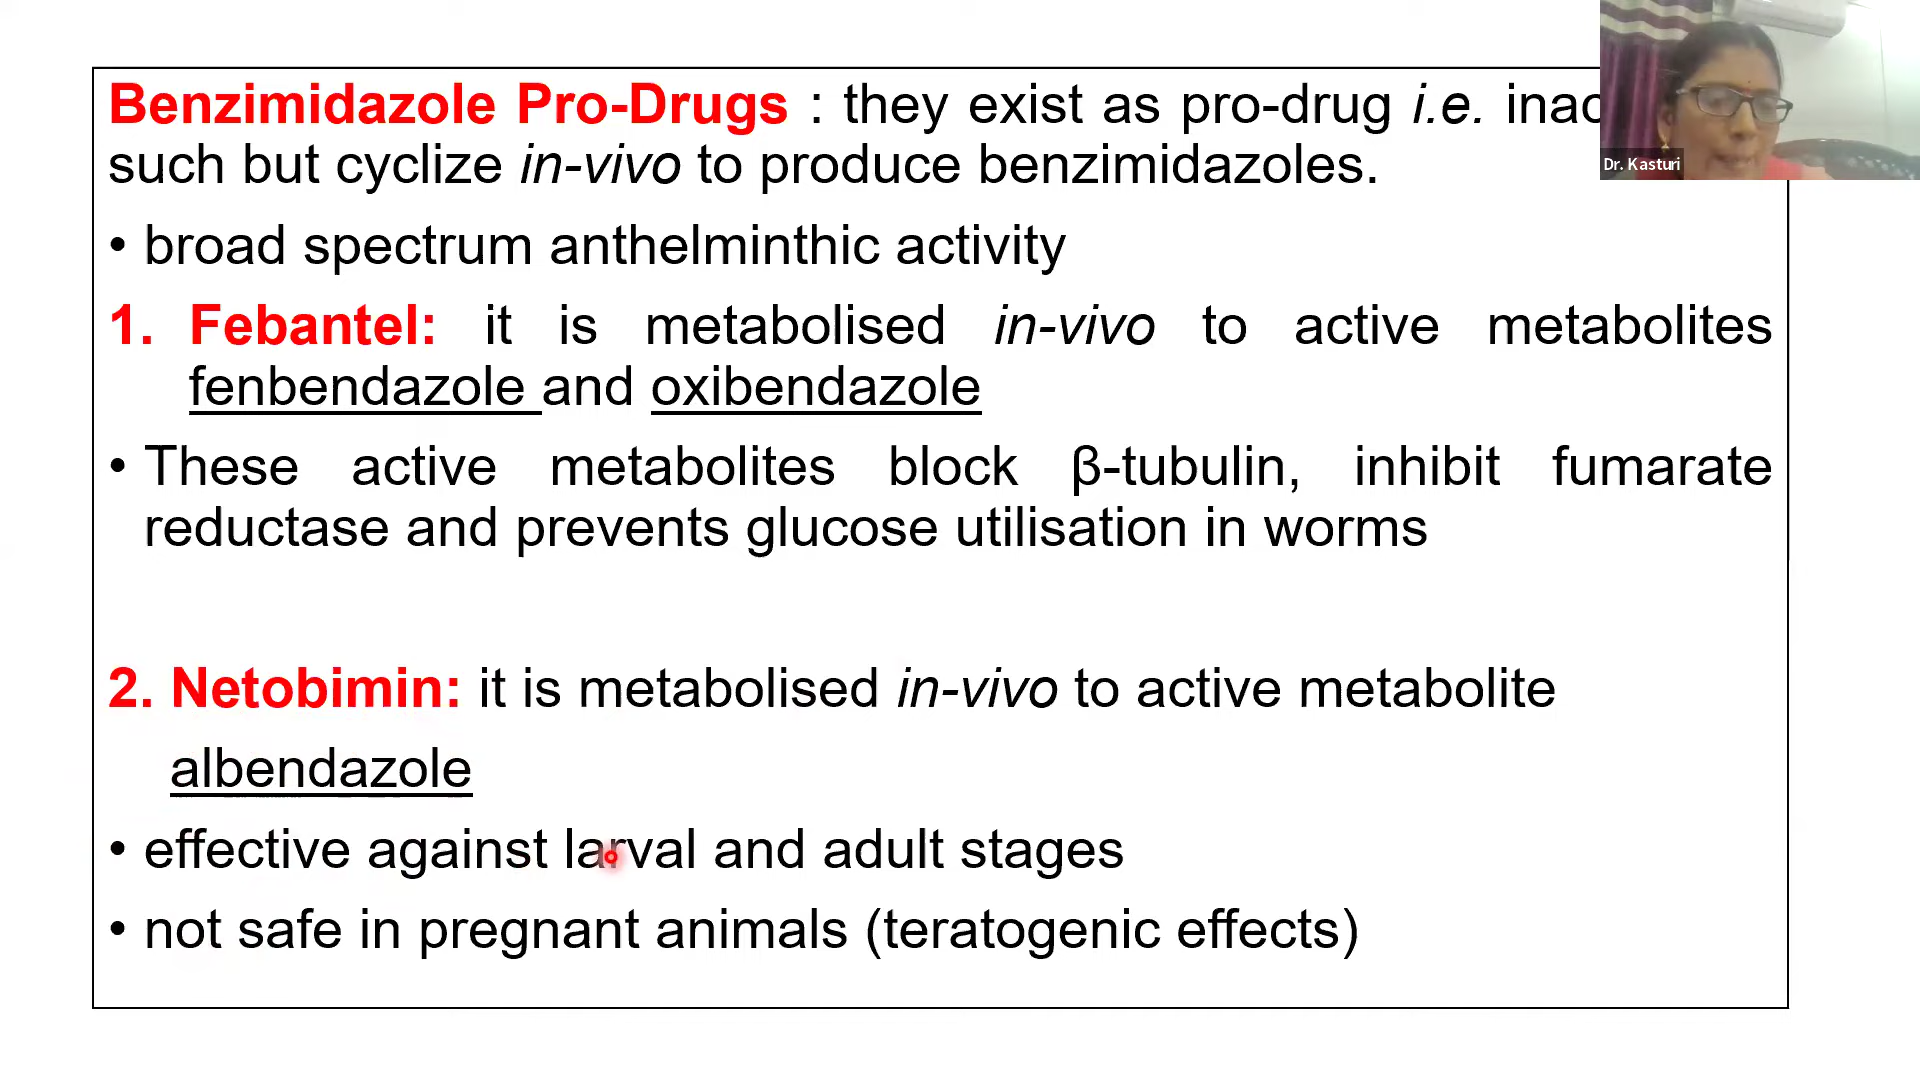 Benzimidazole Pro-Drugs : they exist as pro-drug i.e.
such but cyclize in-vivo to produce benzimidazoles.
Dr. Kasturi
• broad spectrum anthelminthic activity
1. Febantel: it is metabolised in-vivo to active metabolites
fenbendazole and oxibendazole
• These active metabolites block β-tubulin, inhibit fumarate
reductase and prevents glucose utilisation in worms
2. Netobimin: it is metabolised in-vivo to active metabolite
albendazole
• effective against larval and adult stages
• not safe in pregnant animals (teratogenic effects)